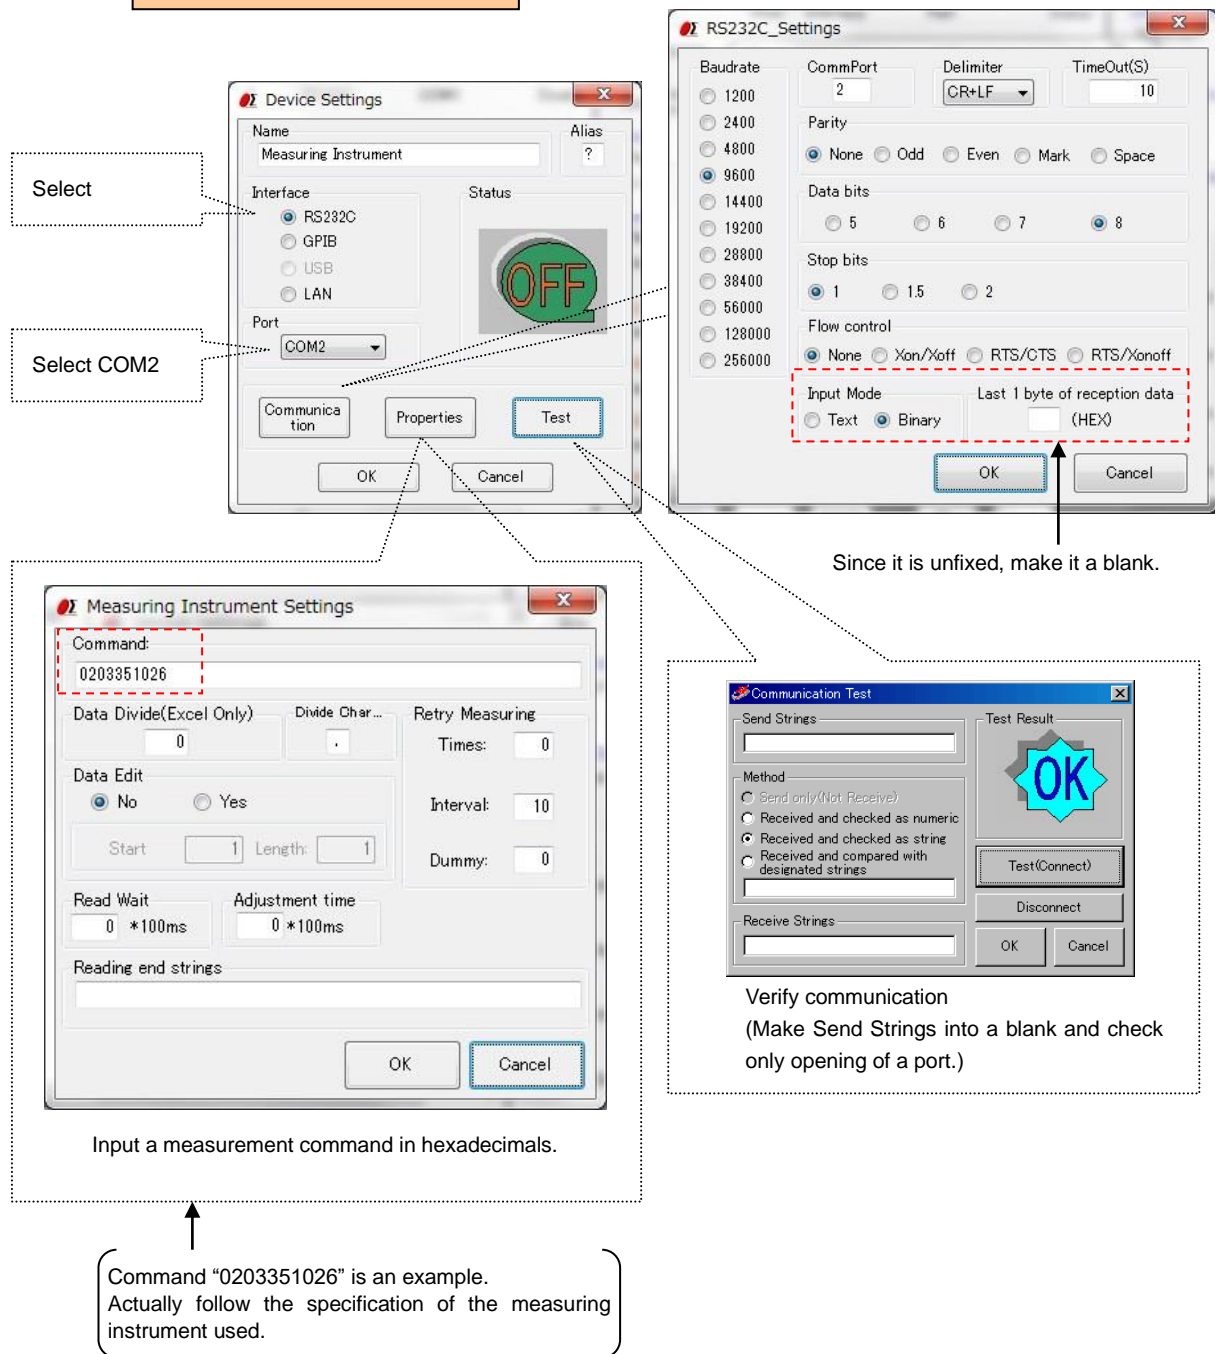 RS232C_Settings
Baudrate
1200
2400
4800
9600
14400
19200
28800
38400
56000
128000
256000
CommPort
2
Delimiter
CR+LF
TimeOut(S)
10
Parity
None Odd Even Mark Space
Data bits
5 6 7 8
Stop bits
1 1.5 2
Flow control
None Xon/Xoff RTS/CTS RTS/Xonoff
Input Mode
Text Binary
Last 1 byte of reception data
(HEX)
OK Cancel
Since it is unfixed, make it a blank.
Device Settings
Name
Measuring Instrument
Alias
?
Select
Interface
RS232C
GPIB
USB
LAN
Status
OFF
Select COM2
Port
COM2
Communica
tion
Properties
Test
OK Cancel
Measuring Instrument Settings
Command:
0203351026
Data Divide(Excel Only)
0
Divide Char...
Retry Measuring
Times: 0
Interval: 10
Dummy: 0
Data Edit
No Yes
Start 1 Length: 1
Read Wait
0 *100ms
Adjustment time
0 *100ms
Reading end strings
OK Cancel
Input a measurement command in hexadecimals.
Command “0203351026” is an example.
Actually follow the specification of the measuring
instrument used.
Communication Test
Send Strings
Method
Send only(Not Receive)
Received and checked as numeric
Received and checked as string
Received and compared with
designated strings
Receive Strings
Test Result
OK
Test(Connect)
Disconnect
OK Cancel
Verify communication
(Make Send Strings into a blank and check
only opening of a port.)